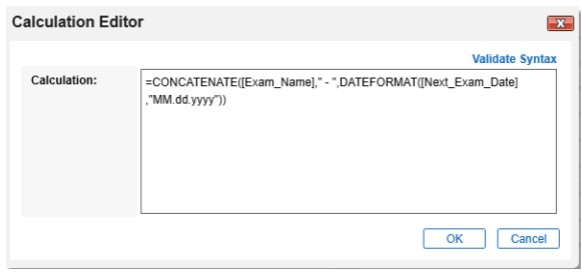 Calculation Editor
Validate Syntax
Calculation:
=CONCATENATE([Exam_Name]," - ",DATEFORMAT([Next_Exam_Date]
,"MM.dd.yyyy"))
OK
Cancel